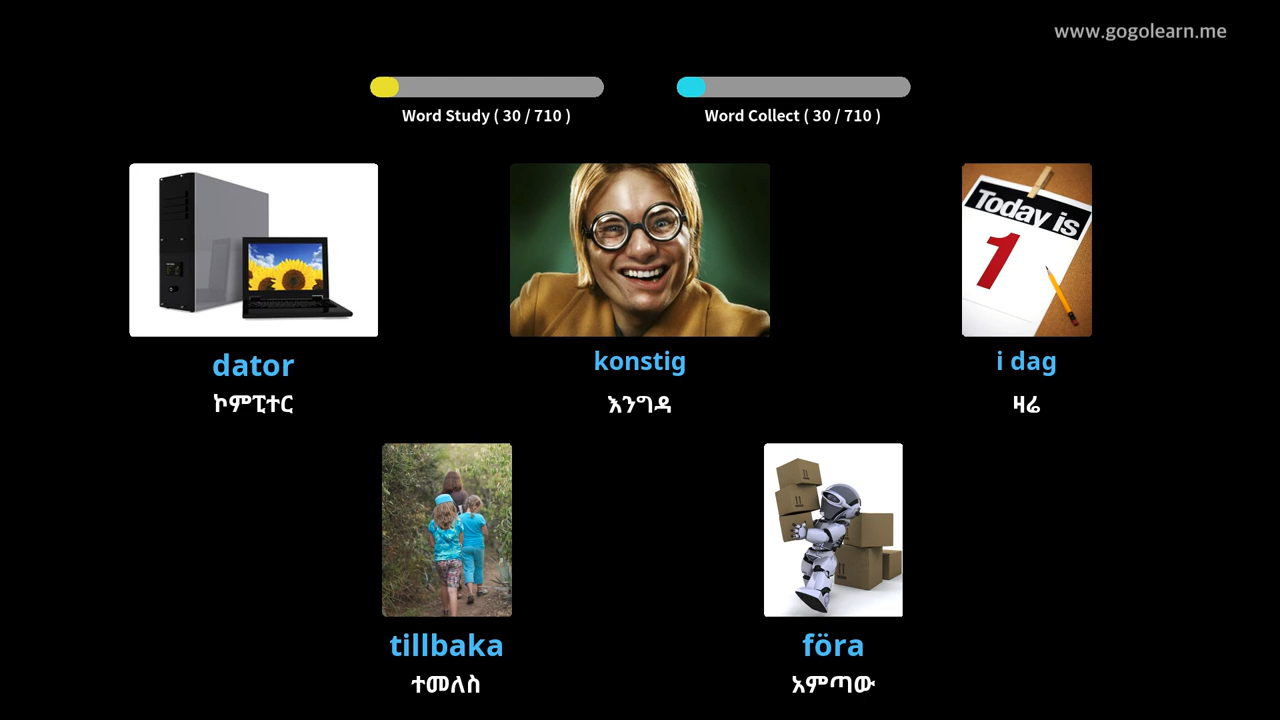 www.gogolearn.me
Word Study ( 30 / 710 )
Word Collect ( 30 / 710 )
Today is
1
dator
ኮምፒተር
konstig
እንግዳ
i dag
ዛሬ
tillbaka
ተመለስ
föra
አምጣው